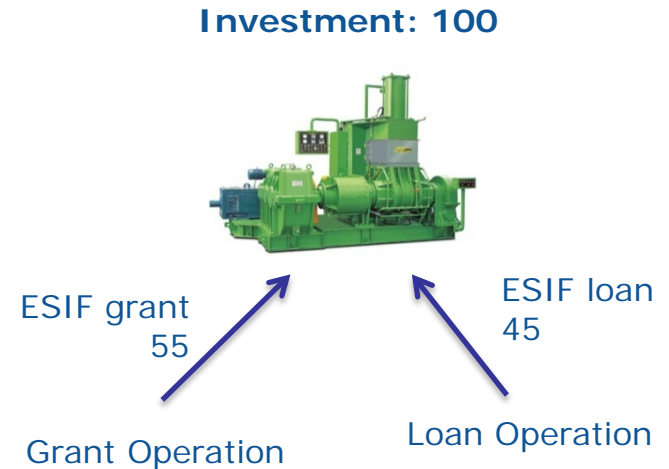 Investment: 100
ESIF grant
55
ESIF loan
45
Grant Operation
Loan Operation